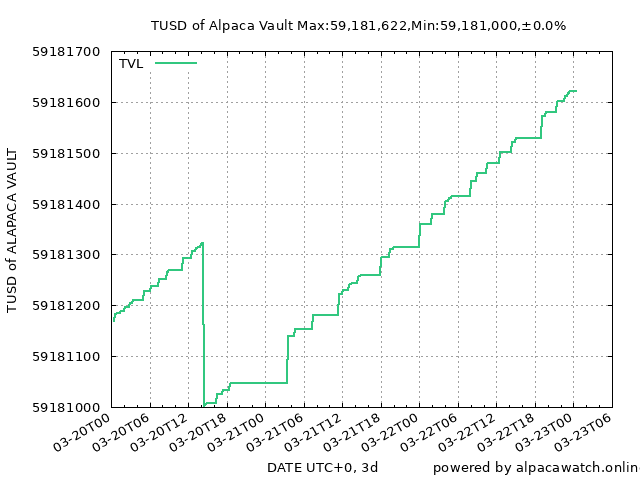 TUSD of Alpaca Vault Max:59,181,622,Min:59,181,000,±0.0%
TVL
59181700
59181600
59181500
59181400
59181300
59181200
59181100
59181000
TUSD of ALAPACA VAULT
03-20T00
03-20T06
03-20T12
03-20T18
03-21T00
03-21T06
03-21T12
03-21T18
03-22T00
03-22T06
03-22T12
03-22T18
03-23T00
03-23T06
DATE UTC+0, 3d
powered by alpacawatch.online